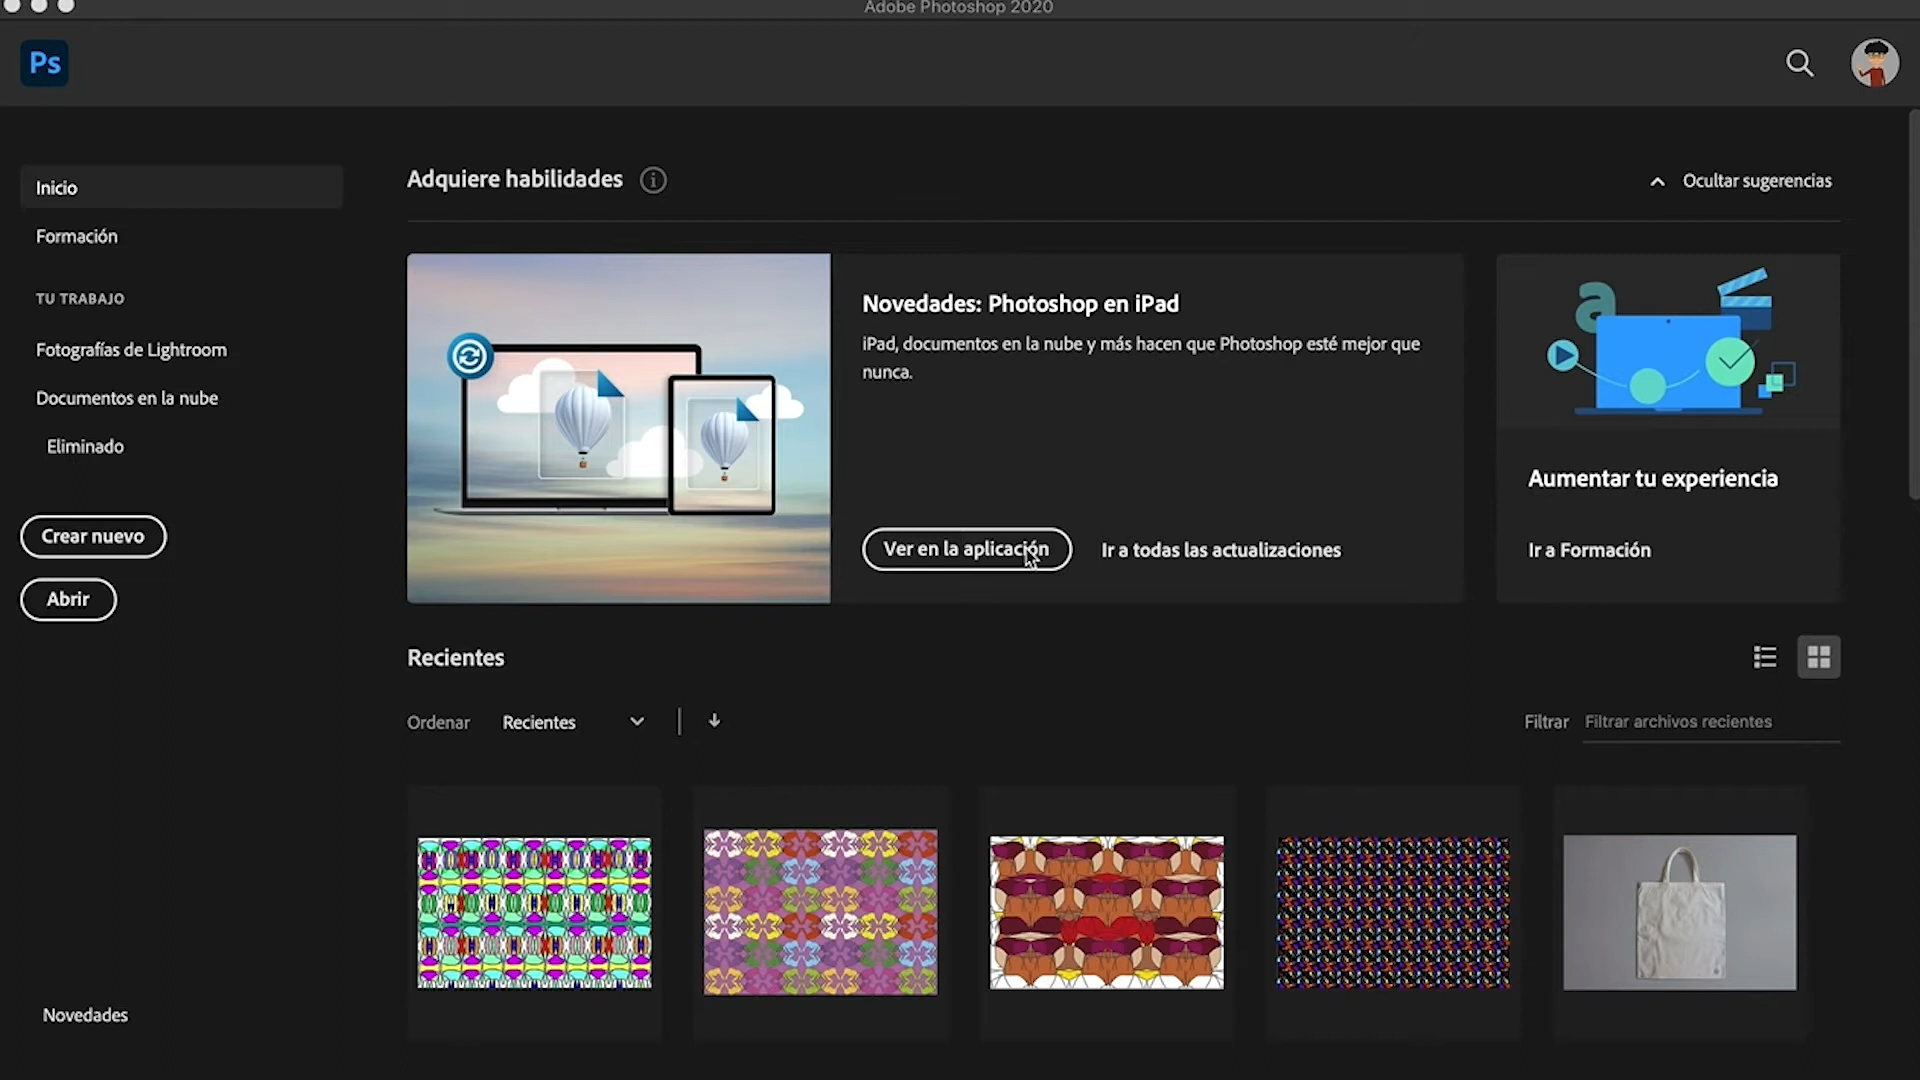 Adobe Photoshop 2020
Ps
Inicio
Formación
TU TRABAJO
Fotografías de Lightroom
Documentos en la nube
Eliminado
Crear nuevo
Abrir
Novedades
Adquiere habilidades
Ocultar sugerencias
Novedades: Photoshop en iPad
iPad, documentos en la nube y más hacen que Photoshop esté mejor que
nunca.
Ver en la aplicación
Ir a todas las actualizaciones
a
Aumentar tu experiencia
Ir a Formación
Recientes
Ordenar Recientes
Filtrar Filtrar archivos recientes